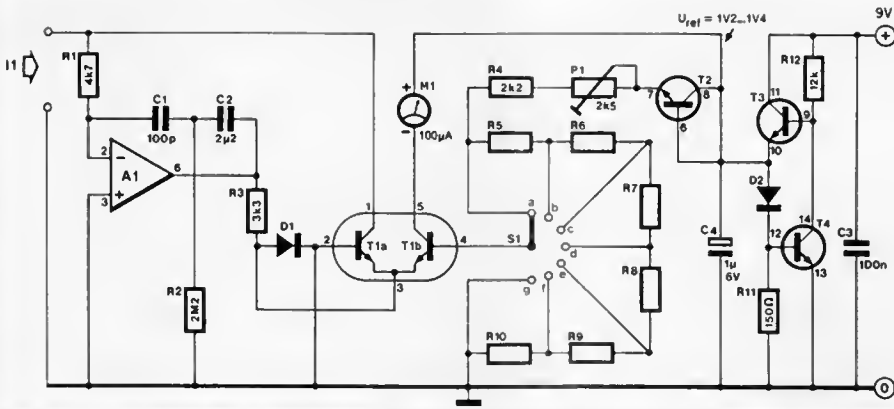 U ref = 1V2...1V4
9V
+
I1
R1
4k7
C1
100p
C2
2µ2
2
−
A1
6
3
+
R3
3k3
D1
R2
2M2
1
5
2
T1a
T1b
4
3
+
M1
100µA
−
R4
2k2
P1
2k5
7
T2
8
6
R5
R6
R7
R8
a
b
c
d
e
f
g
S1
R10
R9
T3
11
R12
12k
9
10
D2
12
14
T4
13
C4
1µ
6V
R11
150Ω
C3
100n
0